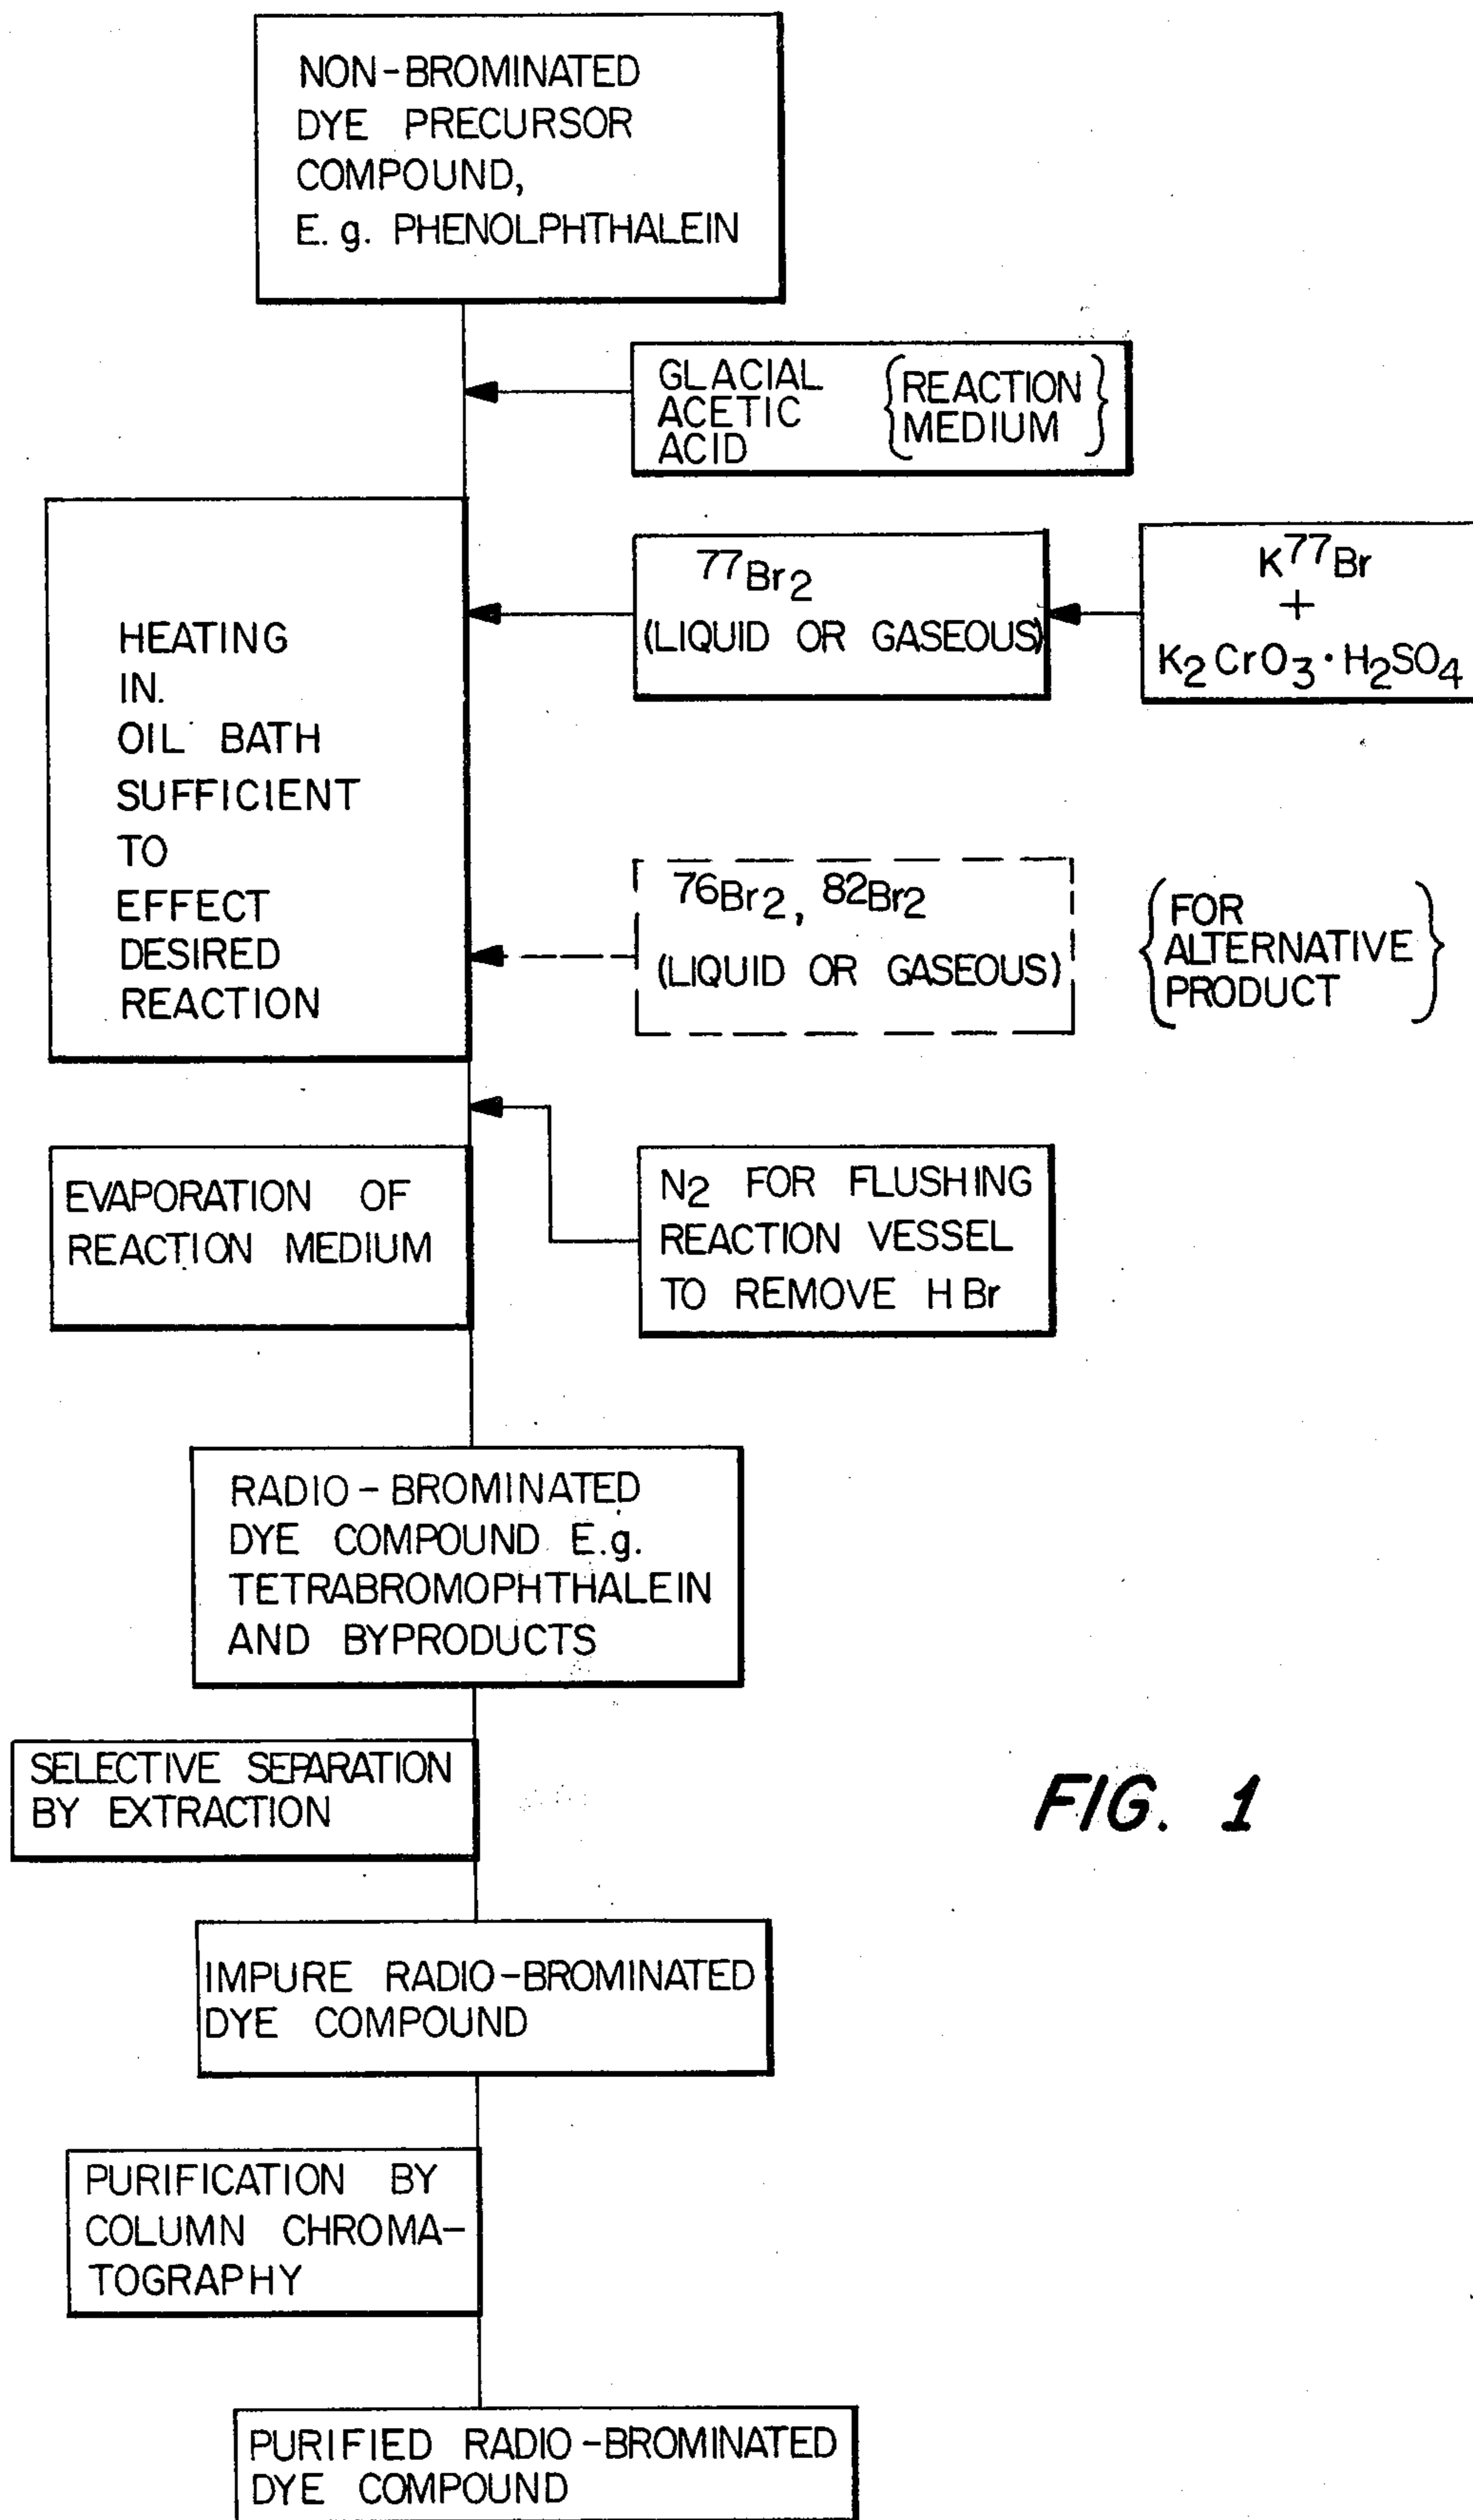 NON-BROMINATED
DYE PRECURSOR
COMPOUND,
E.g. PHENOLPHTHALEIN
GLACIAL
ACETIC
ACID
{REACTION
MEDIUM}
HEATING
IN.
OIL BATH
SUFFICIENT
TO
EFFECT
DESIRED
REACTION
77Br2
(LIQUID OR GASEOUS)
K77Br
+
K2CrO3·H2SO4
76Br2, 82Br2
(LIQUID OR GASEOUS)
{FOR
ALTERNATIVE
PRODUCT}
EVAPORATION OF
REACTION MEDIUM
N2 FOR FLUSHING
REACTION VESSEL
TO REMOVE HBr
RADIO-BROMINATED
DYE COMPOUND E.g.
TETRABROMOPHTHALEIN
AND BYPRODUCTS
SELECTIVE SEPARATION
BY EXTRACTION
FIG. 1
IMPURE RADIO-BROMINATED
DYE COMPOUND
PURIFICATION BY
COLUMN CHROMA-
TOGRAPHY
PURIFIED RADIO-BROMINATED
DYE COMPOUND